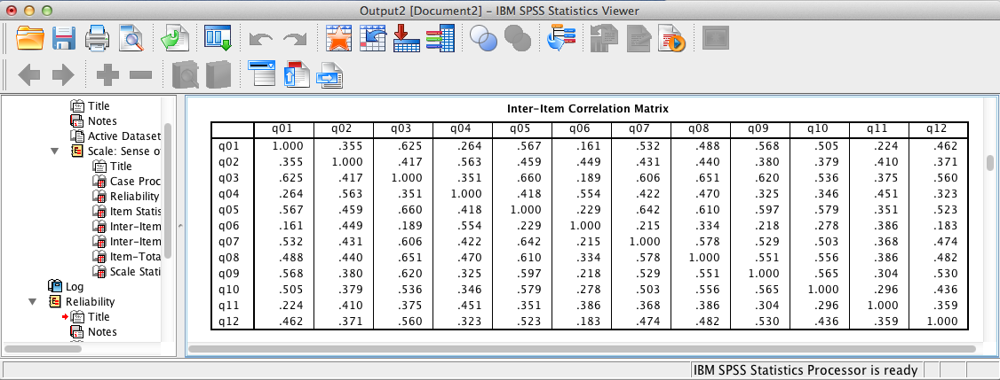 Output2 [Document2] – IBM SPSS Statistics Viewer
Title
Notes
Active Dataset
Scale: Sense o
Title
Case Proc
Reliability
Item Statis
Inter-Item
Inter-Item
Item-Tota
Scale Stati
Log
Reliability
Title
Notes
Inter-Item Correlation Matrix
q01 q02 q03 q04 q05 q06 q07 q08 q09 q10 q11 q12
q01 1.000 .355 .625 .264 .567 .161 .532 .488 .568 .505 .224 .462
q02 .355 1.000 .417 .563 .459 .449 .431 .440 .380 .379 .410 .371
q03 .625 .417 1.000 .351 .660 .189 .606 .651 .620 .536 .375 .560
q04 .264 .563 .351 1.000 .418 .554 .422 .470 .325 .346 .451 .323
q05 .567 .459 .660 .418 1.000 .229 .642 .610 .597 .579 .351 .523
q06 .161 .449 .189 .554 .229 1.000 .215 .334 .218 .278 .386 .183
q07 .532 .431 .606 .422 .642 .215 1.000 .578 .529 .503 .368 .474
q08 .488 .440 .651 .470 .610 .334 .578 1.000 .551 .556 .386 .482
q09 .568 .380 .620 .325 .597 .218 .529 .551 1.000 .565 .304 .530
q10 .505 .379 .536 .346 .579 .278 .503 .556 .565 1.000 .296 .436
q11 .224 .410 .375 .451 .351 .386 .368 .386 .304 .296 1.000 .359
q12 .462 .371 .560 .323 .523 .183 .474 .482 .530 .436 .359 1.000
IBM SPSS Statistics Processor is ready